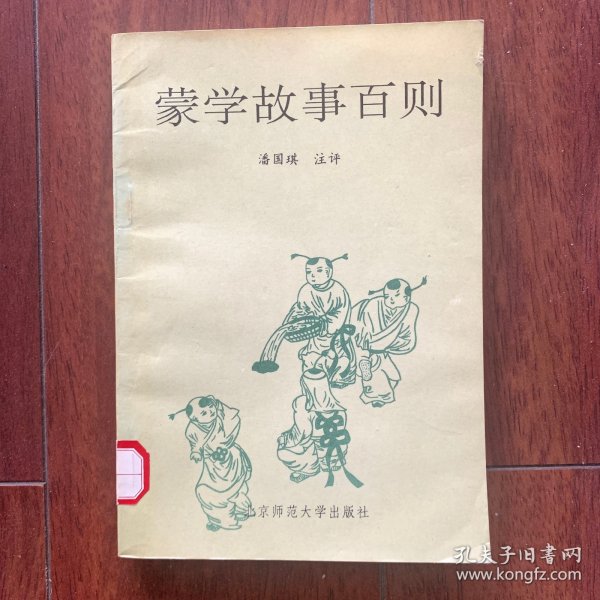 蒙学故事百则
潘国琪 注评
北京师范大学出版社
孔夫子旧书网
www.kongfz.com